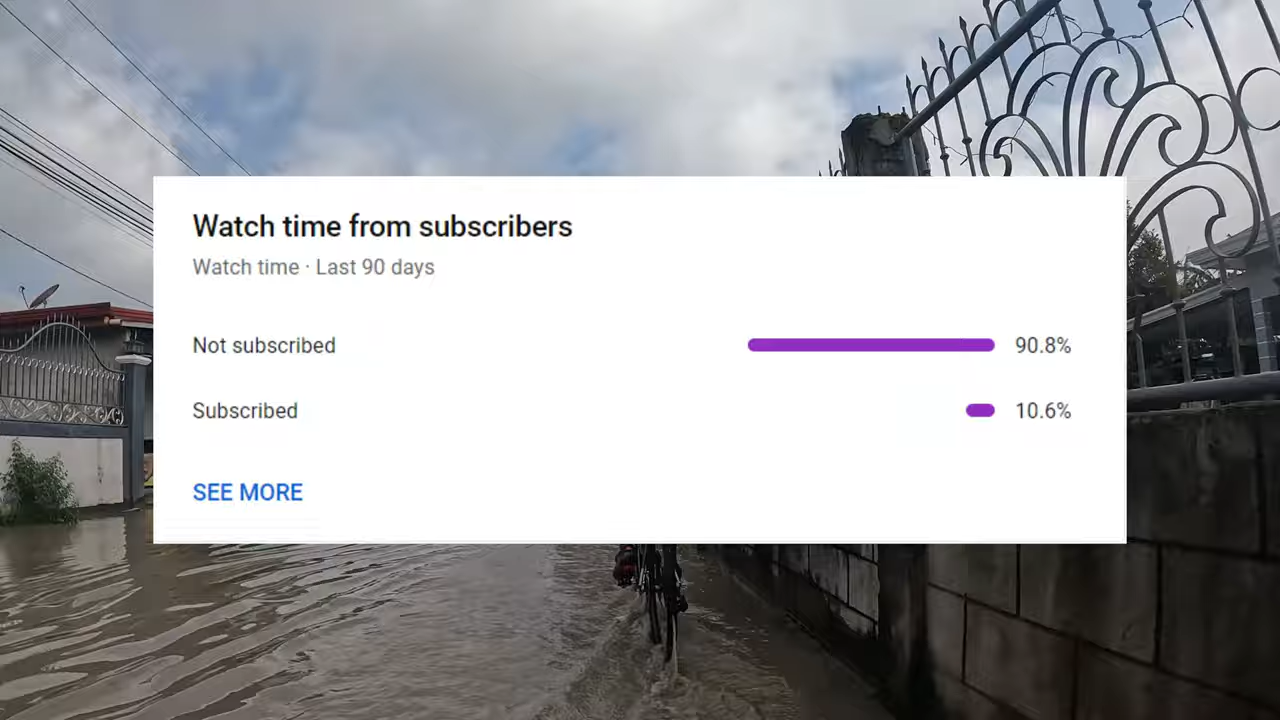 Watch time from subscribers
Watch time · Last 90 days
Not subscribed 90.8%
Subscribed 10.6%
SEE MORE